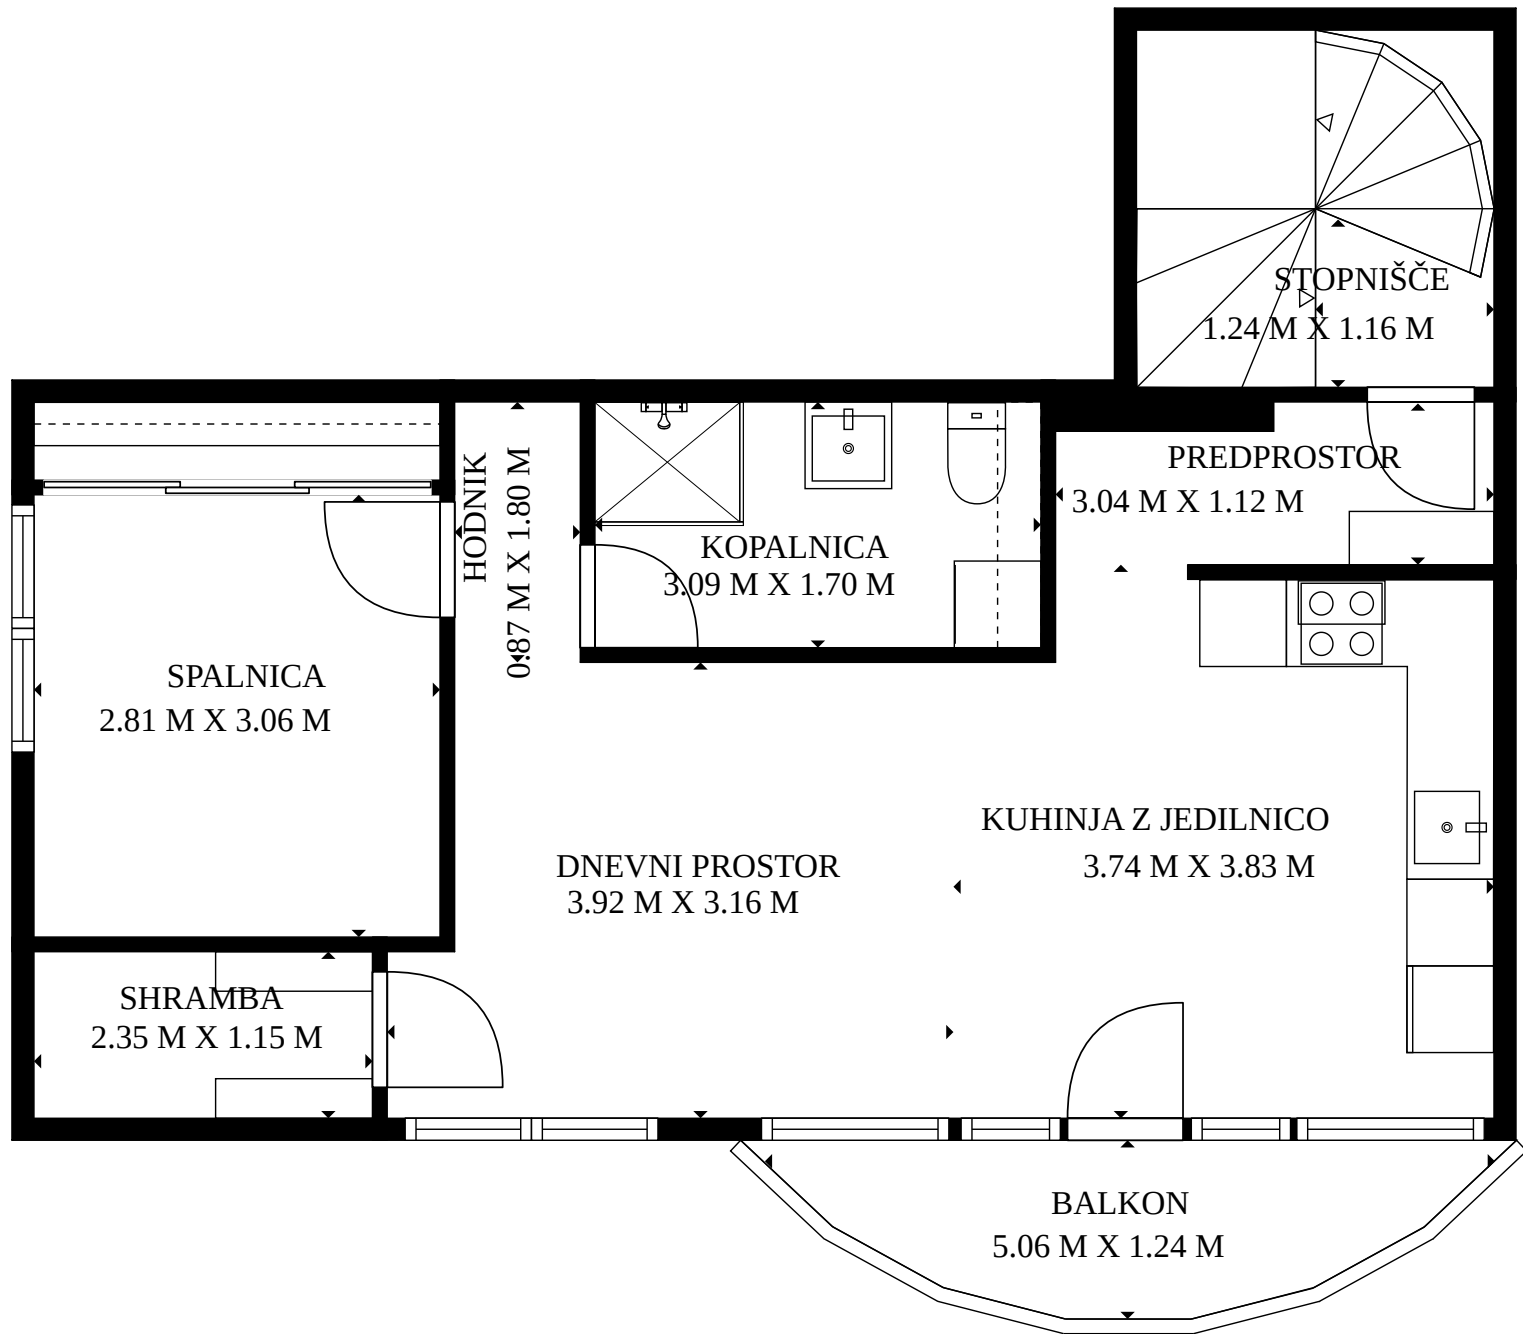 STOPNIŠČE
1.24 M X 1.16 M
PREDPROSTOR
3.04 M X 1.12 M
HODNIK
0.87 M X 1.80 M
KOPALNICA
3.09 M X 1.70 M
SPALNICA
2.81 M X 3.06 M
KUHINJA Z JEDILNICO
3.74 M X 3.83 M
DNEVNI PROSTOR
3.92 M X 3.16 M
SHRAMBA
2.35 M X 1.15 M
BALKON
5.06 M X 1.24 M